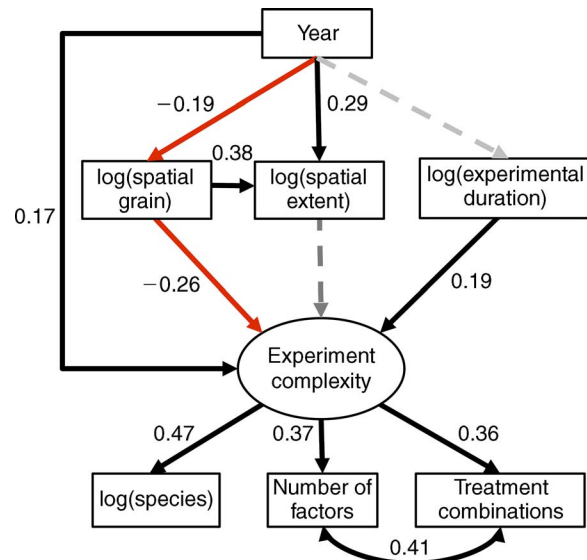 Year
−0.19
0.29
0.38
log(spatial
grain)
log(spatial
extent)
log(experimental
duration)
0.17
−0.26
0.19
Experiment
complexity
0.47
0.37
0.36
log(species)
Number of
factors
Treatment
combinations
0.41